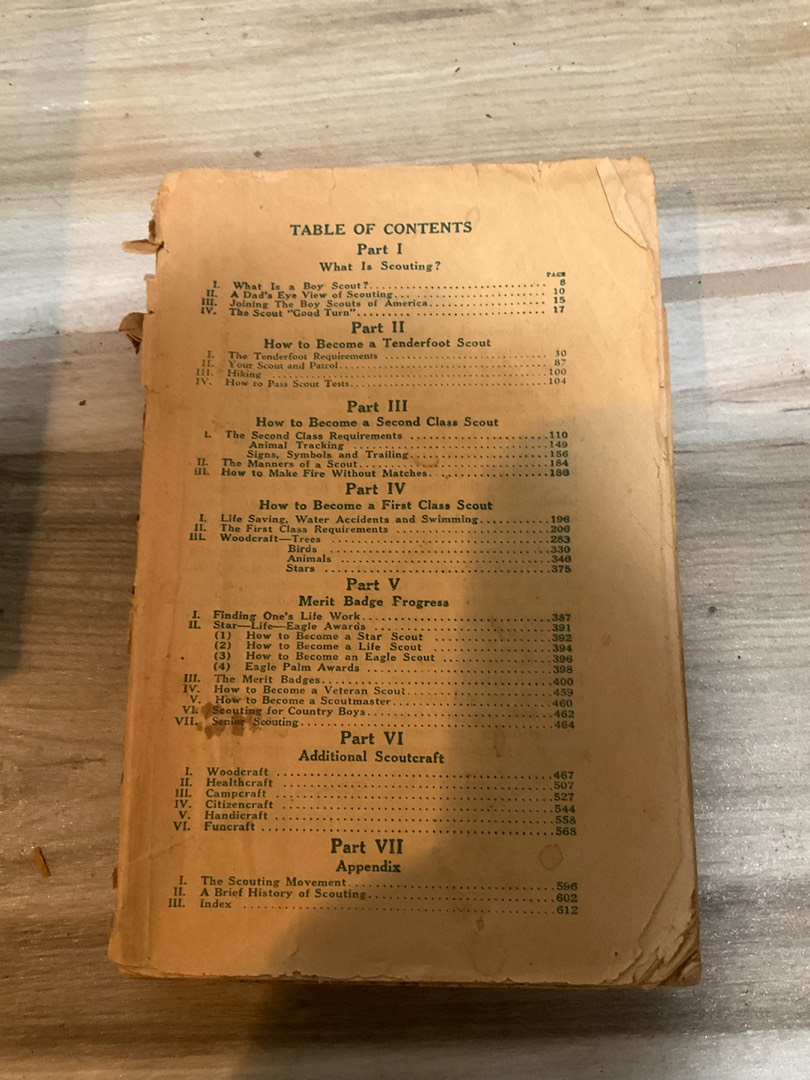 TABLE OF CONTENTS
Part I
What Is Scouting?
PAGE
I. What Is a Boy Scout?.......................................... 8
II. A Dad's Eye View of Scouting... .......................... 10
III. Joining The Boy Scouts of America.. ................... 15
IV. The Scout "Good Turn"......... ........................... 17
Part II
How to Become a Tenderfoot Scout
I. The Tenderfoot Requirements ............................... 30
II. Your Scout and Patrol....................................... 87
III. Hiking ...................................................... 100
IV. How to Pass Scout Tests................................... 104
Part III
How to Become a Second Class Scout
I. The Second Class Requirements .........................110
Animal Tracking ...............................149
Signs, Symbols and Trailing.........................156
II. The Manners of a Scout....................................184
III. How to Make Fire Without Matches. .....................188
Part IV
How to Become a First Class Scout
I. Life Saving, Water Accidents and Swimming............196
II. The First Class Requirements ............................206
III. Woodcraft—Trees ........................................283
Birds ........................................330
Animals ......................................346
Stars ........................................375
Part V
Merit Badge Progress
I. Finding One's Life Work...................................387
II. Star—Life—Eagle Awards ................................391
(1) How to Become a Star Scout ....................392
(2) How to Become a Life Scout ....................394
(3) How to Become an Eagle Scout .................396
(4) Eagle Palm Awards ..............................398
III. The Merit Badges..........................................400
IV. How to Become a Veteran Scout........................459
V. How to Become a Scoutmaster...........................460
VI. Scouting for Country Boys................................462
VII. Senior Scouting.............................................464
Part VI
Additional Scoutcraft
I. Woodcraft .................................................467
II. Healthcraft ................................................507
III. Campcraft .................................................527
IV. Citizencraft ................................................544
V. Handicraft .................................................558
VI. Funcraft ...................................................568
Part VII
Appendix
I. The Scouting Movement...................................596
II. A Brief History of Scouting................................602
III. Index .......................................................612